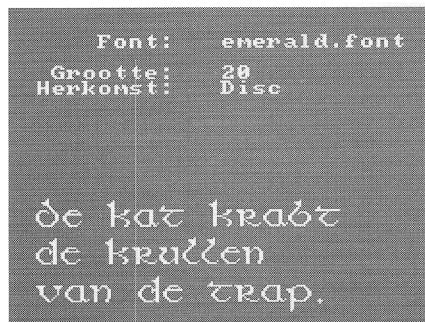 Font: emerald.font
Grootte: 20
Herkomst: Disc
de kat krabt
de krullen
van de trap.